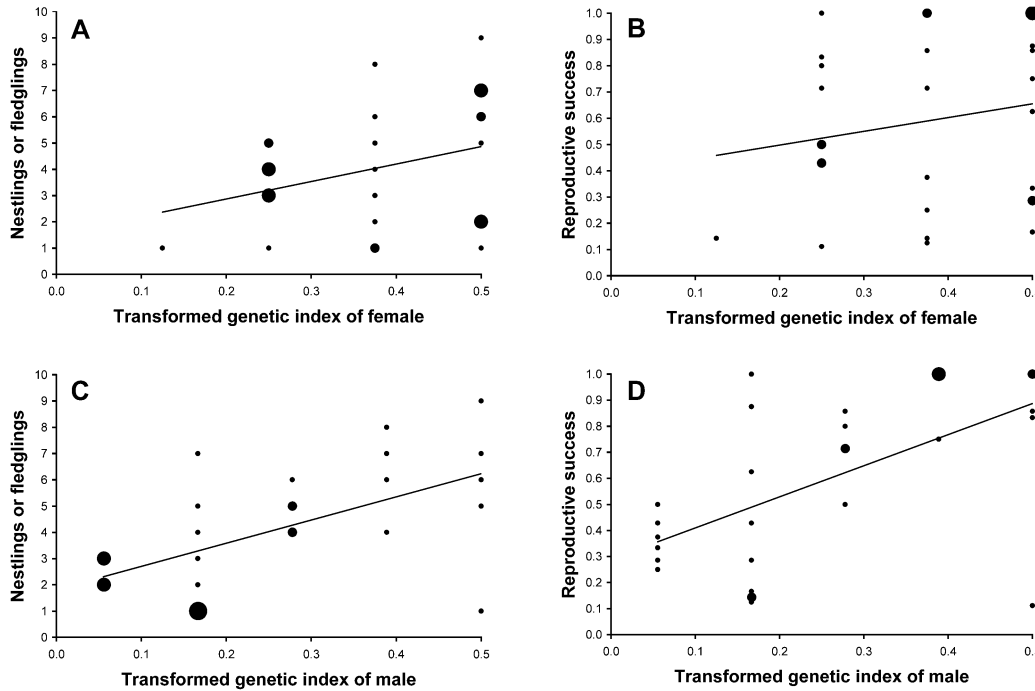 A
Nestlings or fledglings
10
9
8
7
6
5
4
3
2
1
0
0.0 0.1 0.2 0.3 0.4 0.5
Transformed genetic index of female
B
Reproductive success
1.0
0.9
0.8
0.7
0.6
0.5
0.4
0.3
0.2
0.1
0.0
0.0 0.1 0.2 0.3 0.4 0.
Transformed genetic index of female
C
Nestlings or fledglings
10
9
8
7
6
5
4
3
2
1
0
0.0 0.1 0.2 0.3 0.4 0.5
Transformed genetic index of male
D
Reproductive success
1.0
0.9
0.8
0.7
0.6
0.5
0.4
0.3
0.2
0.1
0.0
0.0 0.1 0.2 0.3 0.4 0.
Transformed genetic index of male